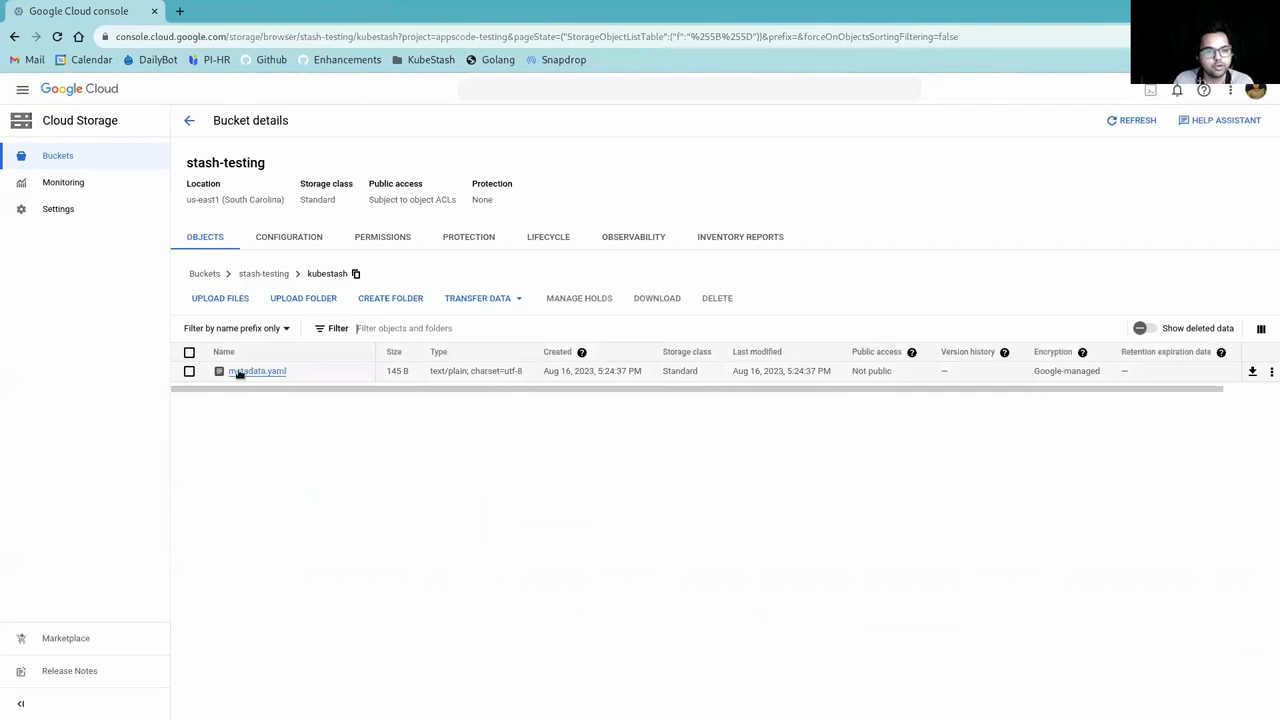 Google Cloud console
console.cloud.google.com/storage/browser/stash-testing/kubestash?project=appscode-testing&pageState=("StorageObjectListTable":("f":"%255B%255D"))&prefix=&forceOnObjectsSortingFiltering=false
Mail Calendar DailyBot PI-HR Github Enhancements KubeStash Golang Snapdrop
Google Cloud
Cloud Storage
Bucket details
REFRESH
HELP ASSISTANT
Buckets
Monitoring
Settings
stash-testing
Location Storage class Public access Protection
us-east1 (South Carolina) Standard Subject to object ACLs None
OBJECTS CONFIGURATION PERMISSIONS PROTECTION LIFECYCLE OBSERVABILITY INVENTORY REPORTS
Buckets > stash-testing > kubestash
UPLOAD FILES UPLOAD FOLDER CREATE FOLDER TRANSFER DATA MANAGE HOLDS DOWNLOAD DELETE
Filter by name prefix only Filter Filter objects and folders Show deleted data
Name Size Type Created Storage class Last modified Public access Version history Encryption Retention expiration date
metadata.yaml 145 B text/plain; charset=utf-8 Aug 16, 2023, 5:24:37 PM Standard Aug 16, 2023, 5:24:37 PM Not public — Google-managed —
Marketplace
Release Notes